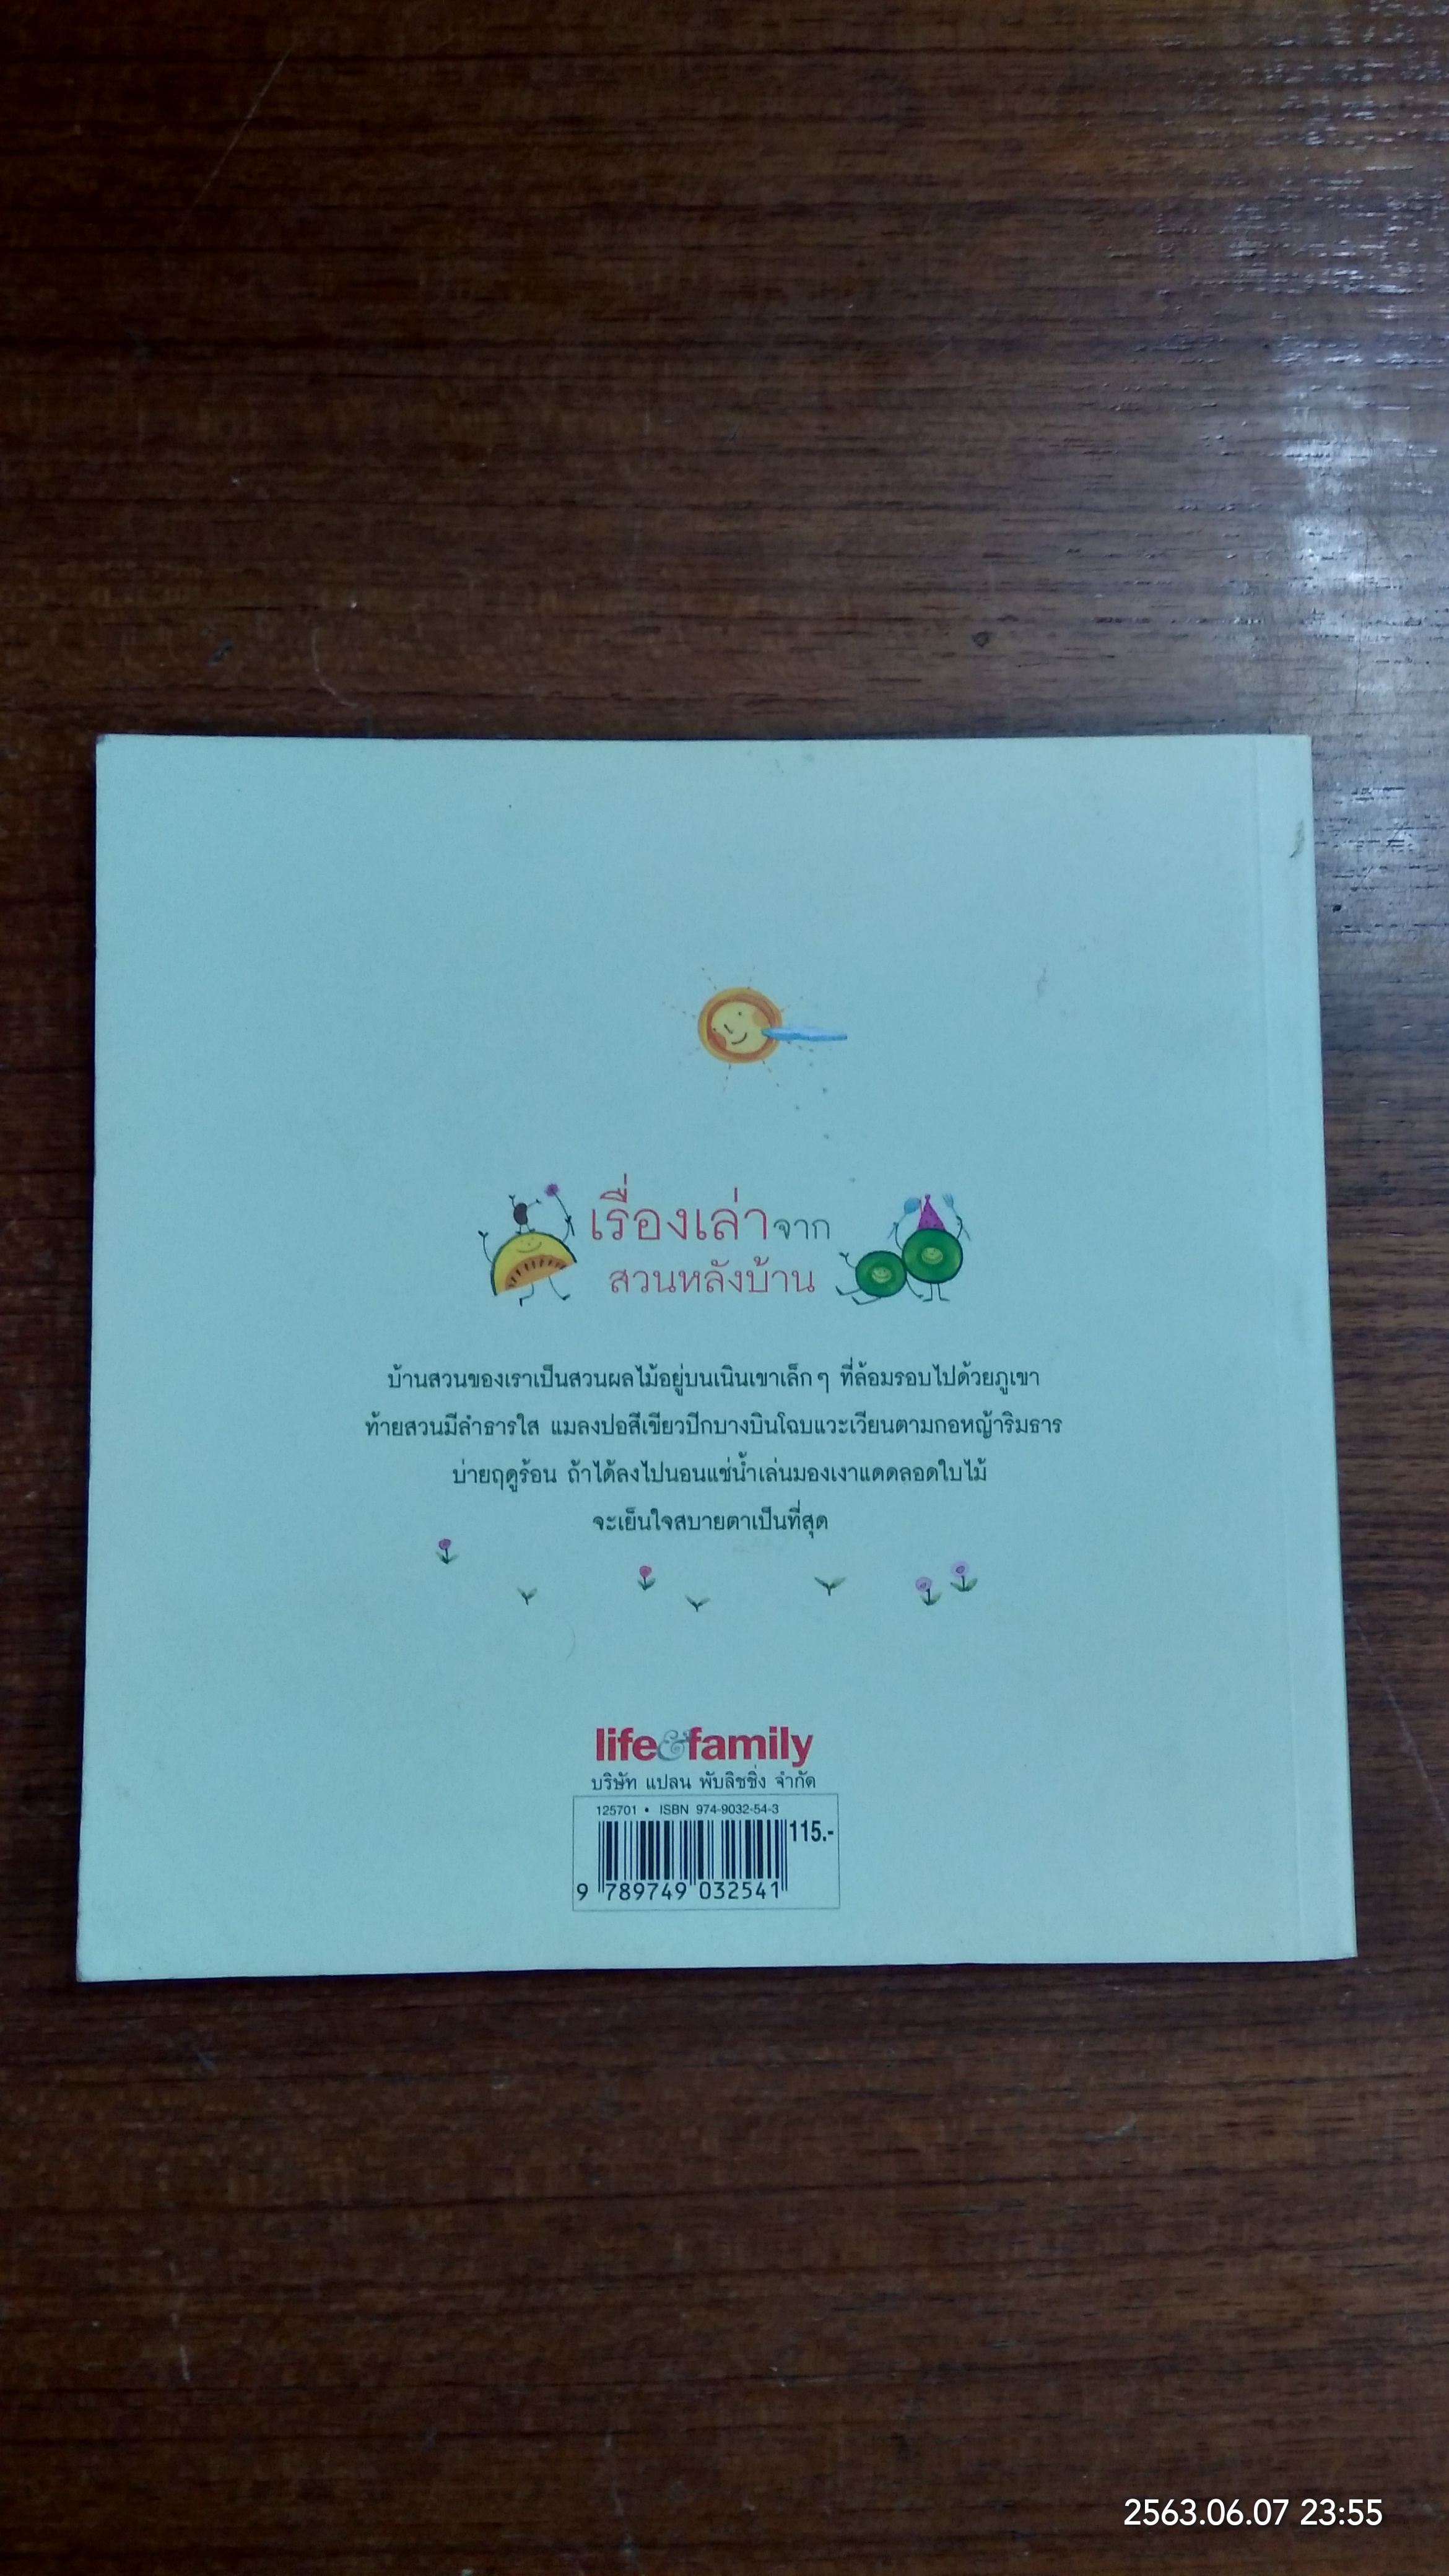 เรื่องเล่าจาก
สวนหลังบ้าน
บ้านสวนของเราเป็นสวนผลไม้อยู่บนเนินเขาเล็กๆ ที่ล้อมรอบไปด้วยภูเขา
ท้ายสวนมีลำธารใส แมลงปอสีเขียวปีกบางบินโฉบแวะเวียนตามกอหญ้าริมธาร
บ่ายฤดูร้อน ถ้าได้ลงไปนอนแช่น้ำเล่นมองเงาแดดลอดใบไม้
จะเย็นใจสบายตาเป็นที่สุด
life&family
บริษัท แปลน พับลิชชิ่ง จำกัด
125701 • ISBN 974-9032-54-3
115.-
9 789749 032541
2563.06.07 23:55